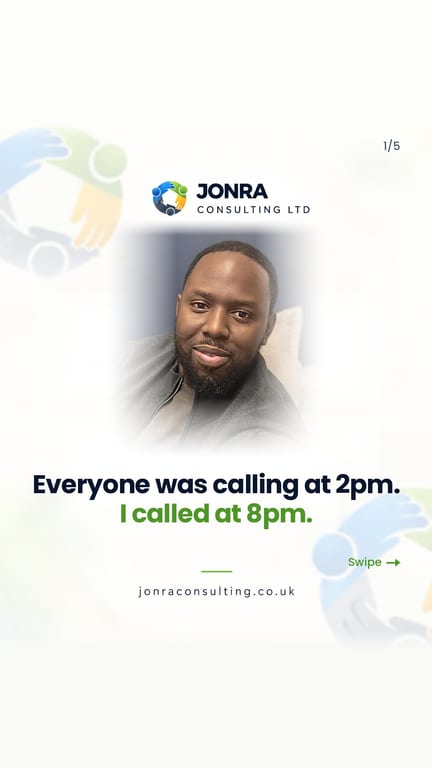 1/5
JONRA
CONSULTING LTD
Everyone was calling at 2pm.
I called at 8pm.
Swipe →
jonraconsulting.co.uk